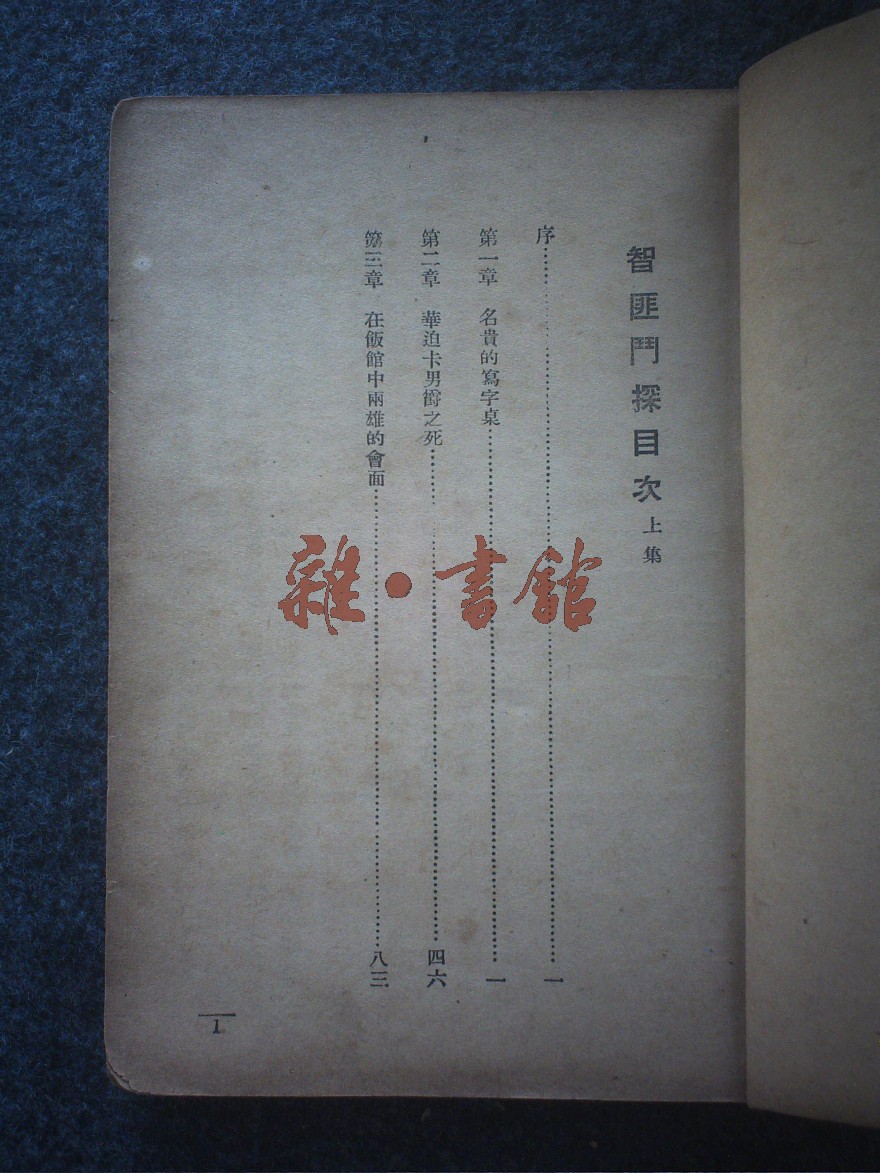 智匪鬥探目次上集
序⋯⋯一
第一章 名貴的寫字桌⋯⋯一
第二章 華迫卡男爵之死⋯⋯四六
第三章 在飯館中兩雄的會面⋯⋯八三
1
雜·書館